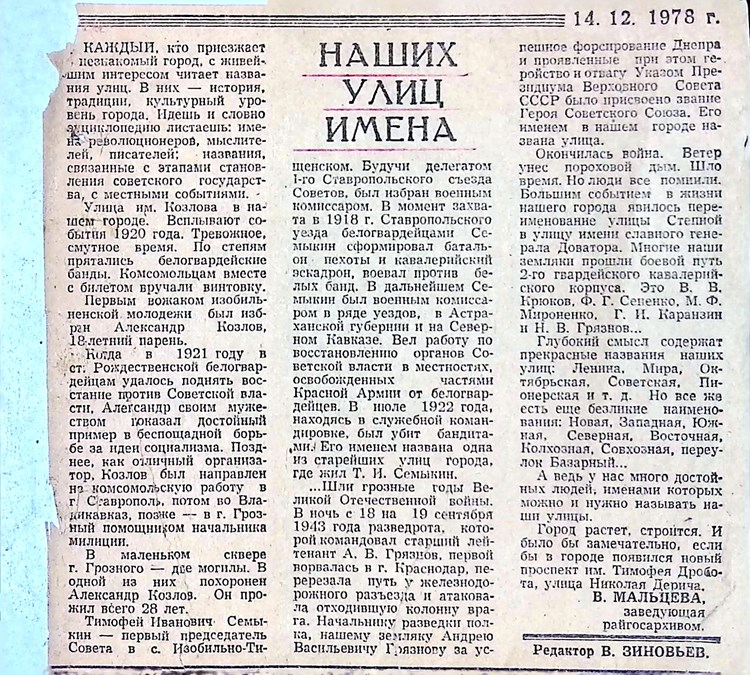 14. 12. 1978 г.
НАШИХ
УЛИЦ
ИМЕНА
КАЖДЫЙ, кто приезжает
незнакомый город, с живей-
шим интересом читает назва-
ния улиц. В них — история,
традиции, культурный уро-
вень города. Идешь и словно
энциклопедию листаешь: име-
на революционеров, мыслите-
лей, писателей; названия,
связанные с этапами становле-
ления советского государст-
ва, с местными событиями.
Улица им. Козлова в на-
шем городе. Всплывают со-
бытия 1920 года. Тревожное,
смутное время. По степям
прятались белогвардейские
банды. Комсомольцам вместе
с билетом вручали винтовку.
Первым вожаком изобиль-
ненской молодежи был изб-
ран Александр Козлов,
18-летний парень.
Когда в 1921 году в
ст. Рождественской белогвар-
дейцам удалось поднять вос-
стание против Советской вла-
сти, Александр своим муже-
ством показал достойный
пример в беспощадной борь-
бе за идеи социализма. Позд-
нее, как отличный организа-
тор, Козлов был направлен
на комсомольскую работу в
г. Ставрополь, потом во Вла-
дикавказ, позже — в г. Гроз-
ный помощником начальника
милиции.
В маленьком сквере
г. Грозного — две могилы. В
одной из них похоронен
Александр Козлов. Он про-
жил всего 28 лет.
Тимофей Иванович Семы-
кин — первый председатель
Совета в с. Изобильно-Ти-
щенском. Будучи делегатом
1-го Ставропольского съезда
Советов, был избран военным
комиссаром. В момент захва-
та в 1918 г. Ставропольского
уезда белогвардейцами Се-
мыкин сформировал баталь-
он пехоты и кавалерийский
эскадрон, воевал против бе-
лых банд. В дальнейшем Се-
мыкин был военным комисса-
ром в ряде уездов, в Астра-
ханской губернии и на Север-
ном Кавказе. Вел работу по
восстановлению органов Со-
ветской власти в местностях,
освобожденных частями
Красной Армии от белогвар-
дейцев. В июле 1922 года,
находясь в служебной коман-
дировке, был убит бандита-
ми. Его именем названа одна
из старейших улиц города,
где жил Т. И. Семыкин.
...Шли грозные годы Ве-
ликой Отечественной войны.
В ночь с 18 на 19 сентября
1943 года разведрота, кото-
рой командовал старший лей-
тенант А. В. Грязнов, первой
ворвалась в г. Краснодар, пе-
ререзала путь у железнодо-
рожного разъезда и атакова-
ла отходившую колонну вра-
га. Начальнику разведки пол-
ка, нашему земляку Андрею
Васильевичу Грязнову за ус-
пешное форсирование Днепра
и проявленные при этом ге-
ройство и отвагу Указом Пре-
зидиума Верховного Совета
СССР было присвоено звание
Героя Советского Союза. Его
именем в нашем городе на-
звана улица.
Окончилась война. Ветер
унес пороховой дым. Шло
время. Но люди все помнили.
Большим событием в жизни
нашего города явилось пере-
именование улицы Степной
в улицу имени славного гене-
рала Доватора. Многие наши
земляки прошли боевой путь
2-го гвардейского кавалерий-
ского корпуса. Это В. В.
Крюков, Ф. Г. Сененко, М. Ф.
Мироненко, Г. И. Каранзин
и Н. В. Грязнов...
Глубокий смысл содержат
прекрасные названия наших
улиц: Ленина, Мира, Ок-
тябрьская, Советская, Пи-
онерская и т. д. Но все же
есть еще безликие наимено-
вания: Новая, Западная, Юж-
ная, Северная, Восточная,
Колхозная, Совхозная, переу-
лок Базарный...
А ведь у нас много достой-
ных людей, именами которых
можно и нужно называть на-
ши улицы.
Город растет, строится. И
было бы замечательно, если
бы в городе появился новый
проспект им. Тимофея Дробо-
та, улица Николая Дерича.
В. МАЛЬЦЕВА,
заведующая
райгосархивом.
Редактор В. ЗИНОВЬЕВ.